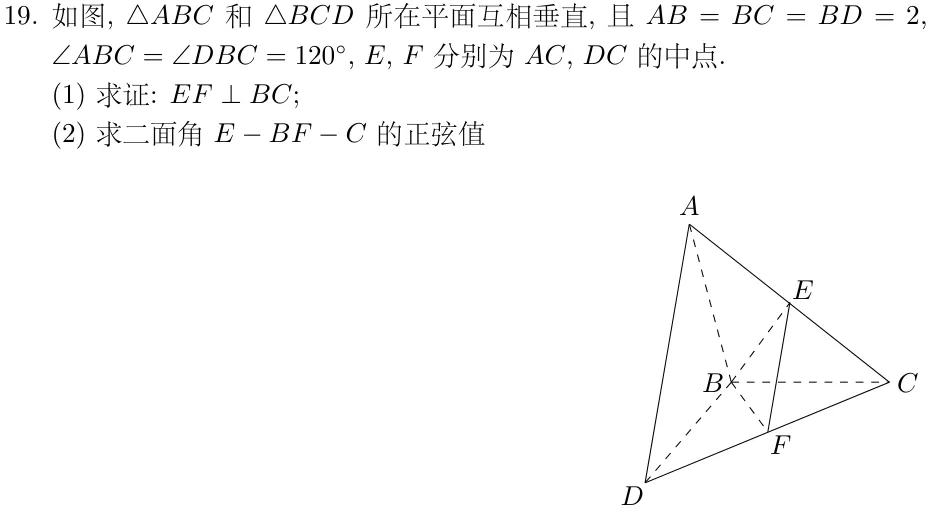 19. 如图, △ABC 和 △BCD 所在平面互相垂直, 且 AB = BC = BD = 2,
∠ABC = ∠DBC = 120°, E, F 分别为 AC, DC 的中点.
(1) 求证: EF ⊥ BC;
(2) 求二面角 E − BF − C 的正弦值
A
E
B
C
F
D